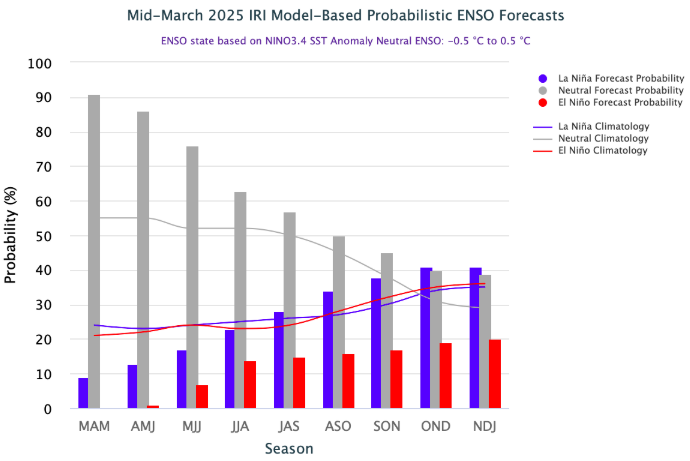 Mid-March 2025 IRI Model-Based Probabilistic ENSO Forecasts
ENSO state based on NINO3.4 SST Anomaly Neutral ENSO: -0.5 °C to 0.5 °C
Probability (%)
100
90
80
70
60
50
40
30
20
10
0
MAM AMJ MJJ JJA JAS ASO SON OND NDJ
Season
La Niña Forecast Probability
Neutral Forecast Probability
El Niño Forecast Probability
La Niña Climatology
Neutral Climatology
El Niño Climatology